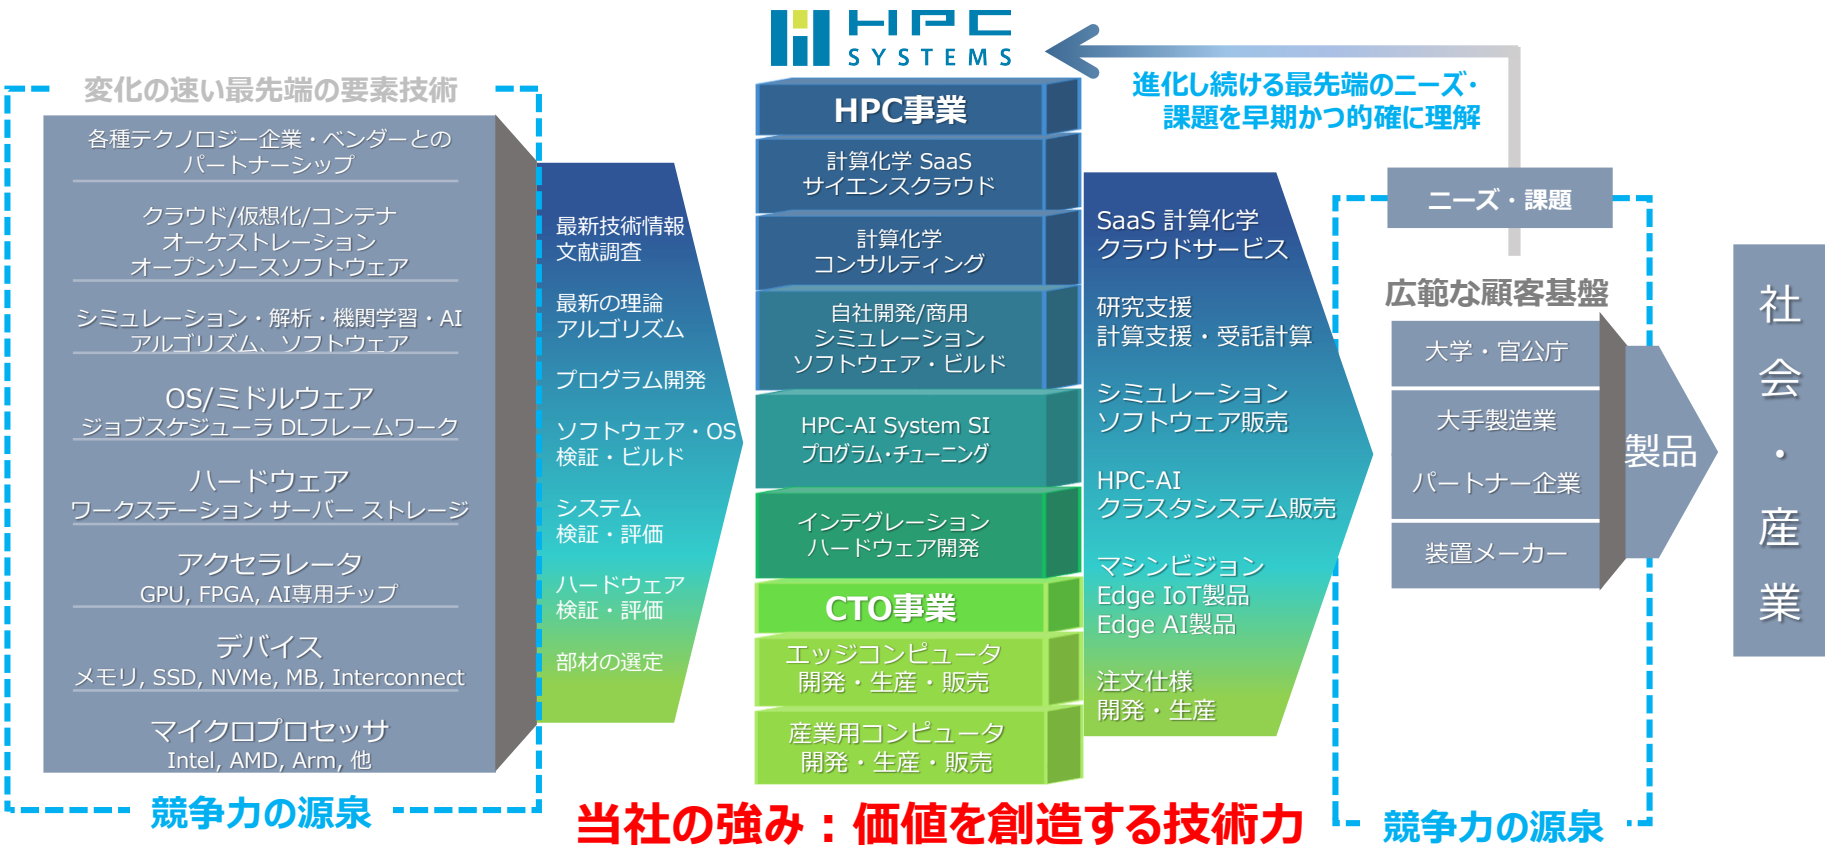 HPC
SYSTEMS
進化し続ける最先端のニーズ・
課題を早期かつ的確に理解
変化の速い最先端の要素技術
各種テクノロジー企業・ベンダーとの
パートナーシップ
クラウド/仮想化/コンテナ
オーケストレーション
オープンソースソフトウェア
シミュレーション・解析・機関学習・AI
アルゴリズム、ソフトウェア
OS/ミドルウェア
ジョブスケジューラ DLフレームワーク
ハードウェア
ワークステーション サーバー ストレージ
アクセラレータ
GPU, FPGA, AI専用チップ
デバイス
メモリ, SSD, NVMe, MB, Interconnect
マイクロプロセッサ
Intel, AMD, Arm, 他
競争力の源泉
最新技術情報
文献調査
最新の理論
アルゴリズム
プログラム開発
ソフトウェア・OS
検証・ビルド
システム
検証・評価
ハードウェア
検証・評価
部材の選定
HPC事業
計算化学 SaaS
サイエンスクラウド
計算化学
コンサルティング
自社開発/商用
シミュレーション
ソフトウェア・ビルド
HPC-AI System SI
プログラム・チューニング
インテグレーション
ハードウェア開発
CTO事業
エッジコンピュータ
開発・生産・販売
産業用コンピュータ
開発・生産・販売
SaaS 計算化学
クラウドサービス
研究支援
計算支援・受託計算
シミュレーション
ソフトウェア販売
HPC-AI
クラスタシステム販売
マシンビジョン
Edge IoT製品
Edge AI製品
注文仕様
開発・生産
ニーズ・課題
広範な顧客基盤
大学・官公庁
大手製造業
パートナー企業
装置メーカー
製品
社会・産業
当社の強み：価値を創造する技術力
競争力の源泉